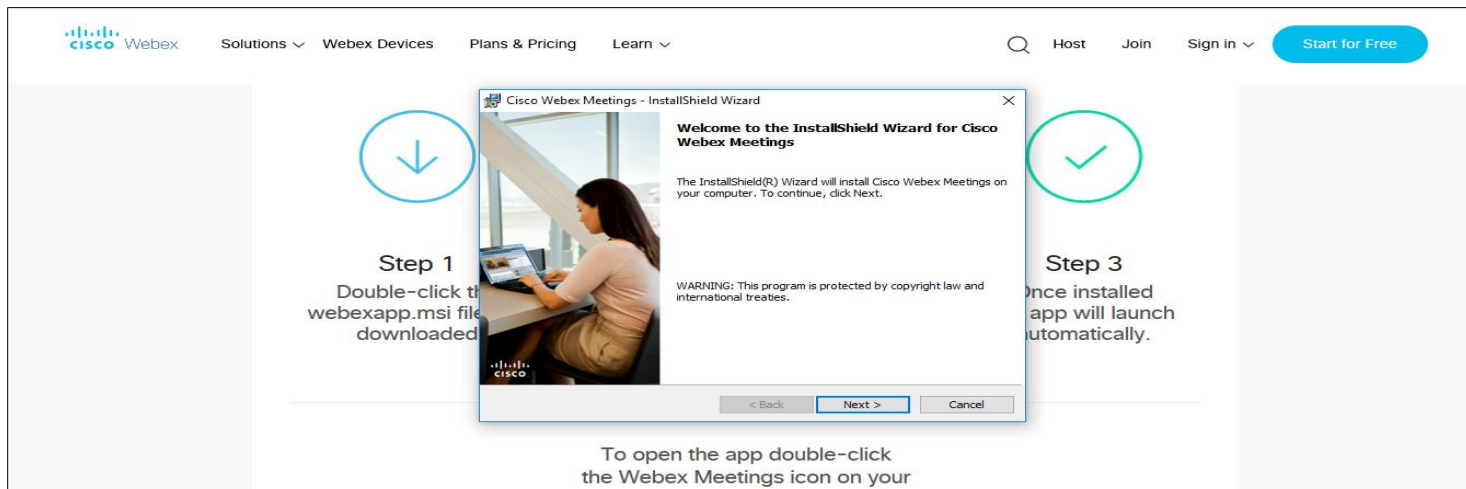 CISCO Webex Solutions Webex Devices Plans & Pricing Learn Host Join Sign in Start for Free
Cisco Webex Meetings - InstallShield Wizard
Welcome to the InstallShield Wizard for Cisco
Webex Meetings
The InstallShield(R) Wizard will install Cisco Webex Meetings on
your computer. To continue, click Next.
WARNING: This program is protected by copyright law and
international treaties.
CISCO
< Back Next > Cancel
Step 1
Double-click
webexapp.msi
downloaded
Step 3
installed
app will launch
To open the app double-click
the Webex Meetings icon on your